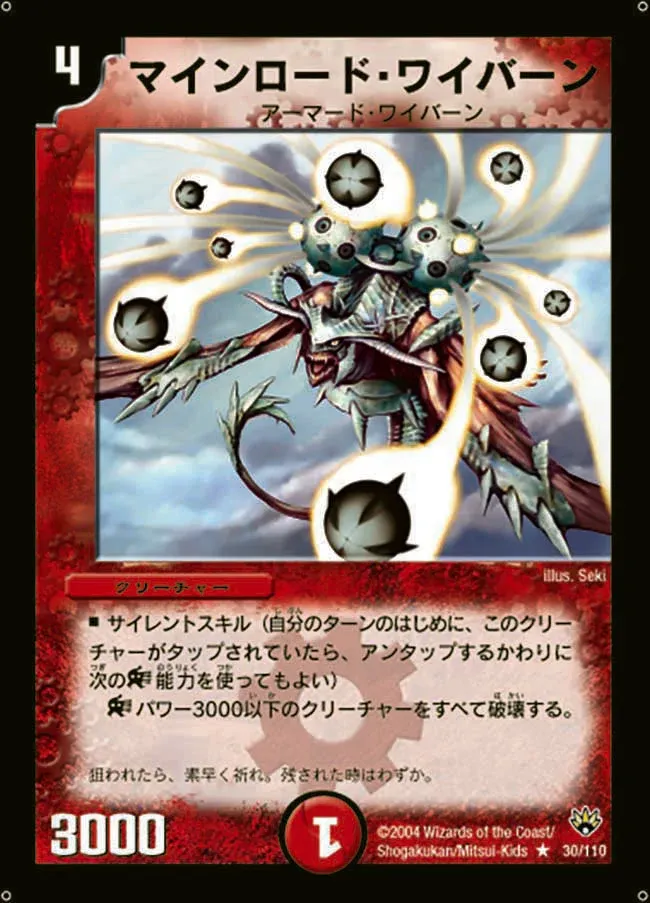 4
マインロード・ワイバーン
アーマード・ワイバーン
illus. Seki
クリーチャー
■ サイレントスキル（自分のターンのはじめに、このクリー
チャーがタップされていたら、アンタップするかわりに
次の能力を使ってもよい）
パワー3000以下のクリーチャーをすべて破壊する。
狙われたら、素早く祈れ。残された時はわずか。
3000
1
©2004 Wizards of the Coast/
Shogakukan/Mitsui-Kids ★ 30/110